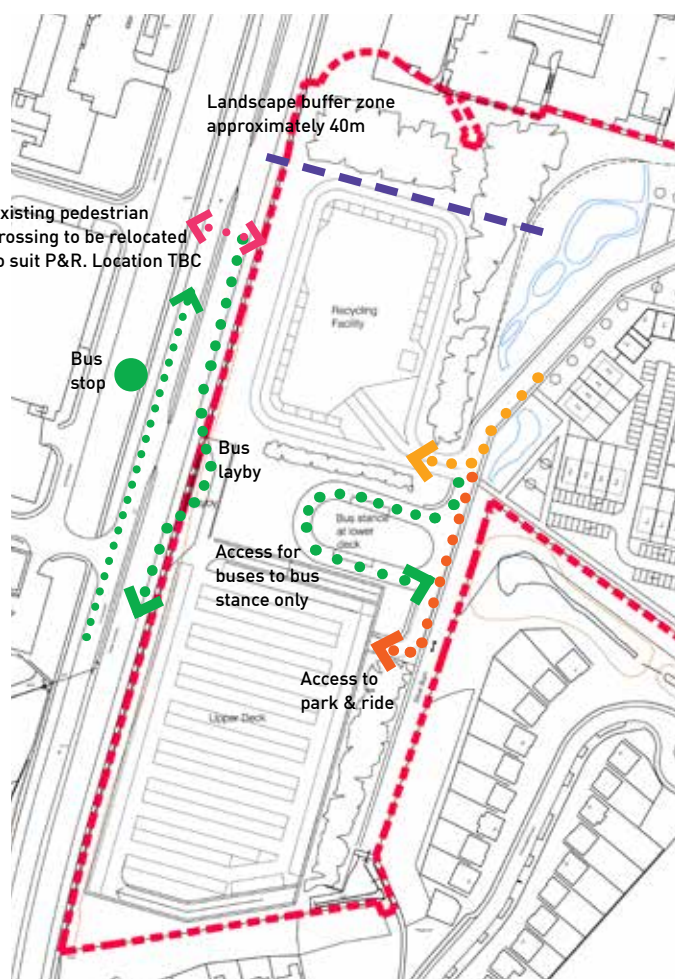 Landscape buffer zone
approximately 40m
xisting pedestrian
rossing to be relocated
o suit P&R. Location TBC
Recycling
Facility
Bus
stop
Bus
layby
Bus stance
at lower
deck
Access for
buses to bus
stance only
Access to
park & ride
Upper Deck